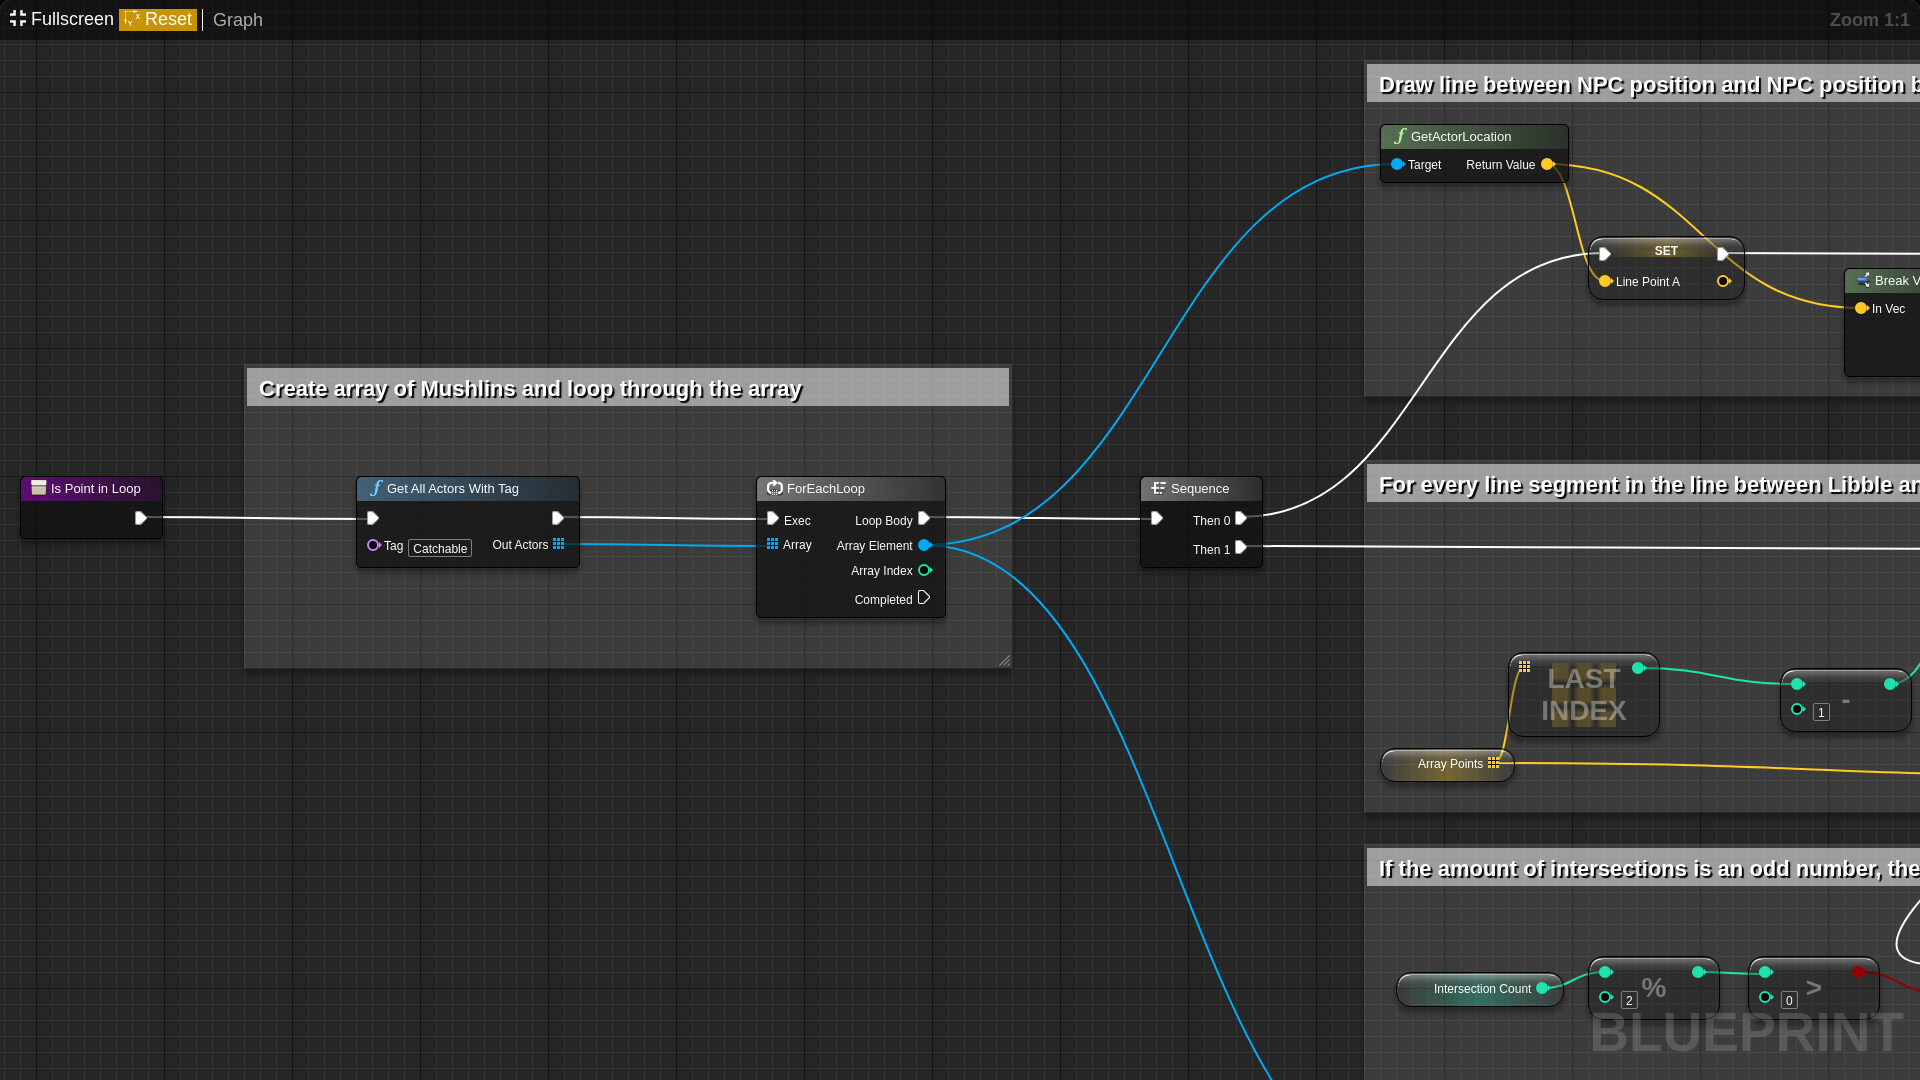 Fullscreen Reset Graph Zoom 1:1
Draw line between NPC position and NPC position b
GetActorLocation
Target Return Value
SET
Line Point A
Break V
In Vec
Create array of Mushlins and loop through the array
Is Point in Loop
Get All Actors With Tag
Tag Catchable Out Actors
ForEachLoop
Exec Loop Body
Array Array Element
Array Index
Completed
Sequence
Then 0
Then 1
For every line segment in the line between Libble an
LAST
INDEX
1 -
Array Points
If the amount of intersections is an odd number, the
Intersection Count
2 %
0 >
BLUEPRINT